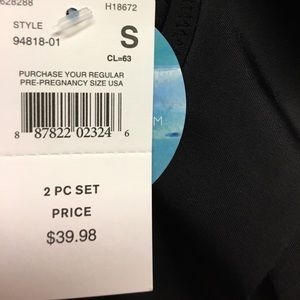 628288 H18672
STYLE
94818-01 S
CL=63
PURCHASE YOUR REGULAR
PRE-PREGNANCY SIZE USA
8 87822 02324 6
2 PC SET
PRICE
$39.98
M